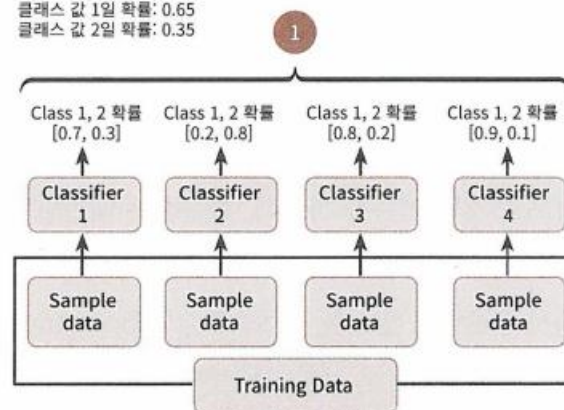 클래스 값 1일 확률: 0.65
클래스 값 2일 확률: 0.35
1
Class 1, 2 확률
[0.7, 0.3]
Class 1, 2 확률
[0.2, 0.8]
Class 1, 2 확률
[0.8, 0.2]
Class 1, 2 확률
[0.9, 0.1]
Classifier
1
Classifier
2
Classifier
3
Classifier
4
Sample
data
Sample
data
Sample
data
Sample
data
Training Data